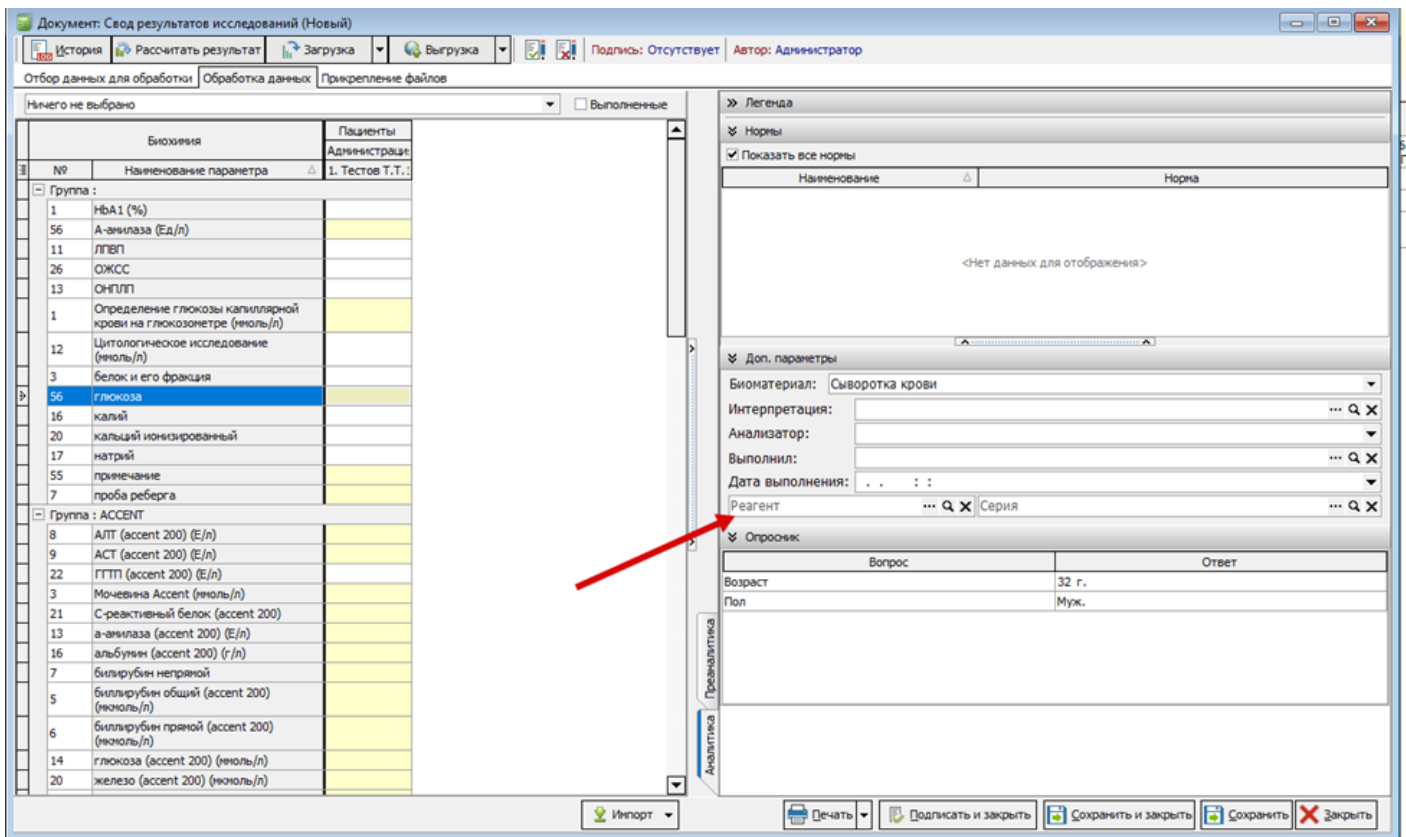 Документ: Свод результатов исследований (Новый)
История Рассчитать результат Загрузка Выгрузка Подпись: Отсутствует Автор: Администратор
Отбор данных для обработки Обработка данных Прикрепление файлов
Ничего не выбрано Выполненные
Биохимия
Пациенты
Администраци
№ Наименование параметра 1. Тестов Т.Т.
Группа :
1 HbA1 (%)
56 А-амилаза (Ед/л)
11 ЛПВП
26 ОЖСС
13 ОНПЛП
1 Определение глюкозы капиллярной
крови на глюкозометре (ммоль/л)
12 Цитологическое исследование
(ммоль/л)
3 белок и его фракция
56 глюкоза
16 калий
20 кальций ионизированный
17 натрий
55 примечание
7 проба реберга
Группа : ACCENT
8 АЛТ (accent 200) (Е/л)
9 АСТ (accent 200) (Е/л)
22 ГГТП (accent 200) (Е/л)
3 Мочевина Accent (ммоль/л)
21 С-реактивный белок (accent 200)
13 а-амилаза (accent 200) (Е/л)
16 альбумин (accent 200) (г/л)
7 билирубин непрямой
5 биллирубин общий (accent 200)
(мкмоль/л)
6 биллирубин прямой (accent 200)
(мкмоль/л)
14 глюкоза (accent 200) (ммоль/л)
20 железо (accent 200) (мкмоль/л)
Легенда
Нормы
Показать все нормы
Наименование Норма
<Нет данных для отображения>
Доп. параметры
Биоматериал: Сыворотка крови
Интерпретация:
Анализатор:
Выполнил:
Дата выполнения: . . : :
Реагент Серия
Опросник
Вопрос Ответ
Возраст 32 г.
Пол Муж.
Преаналитика
Аналитика
Импорт Печать Подписать и закрыть Сохранить и закрыть Сохранить Закрыть